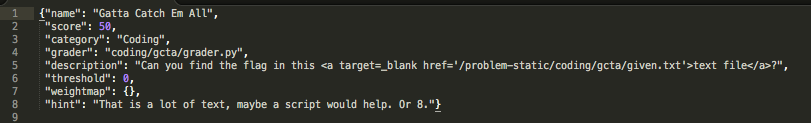 1 {"name": "Gatta Catch Em All",
2 "score": 50,
3 "category": "Coding",
4 "grader": "coding/gcta/grader.py",
5 "description": "Can you find the flag in this <a target=_blank href='/problem-static/coding/gcta/given.txt'>text file</a>?",
6 "threshold": 0,
7 "weightmap": {},
8 "hint": "That is a lot of text, maybe a script would help. Or 8."}
9